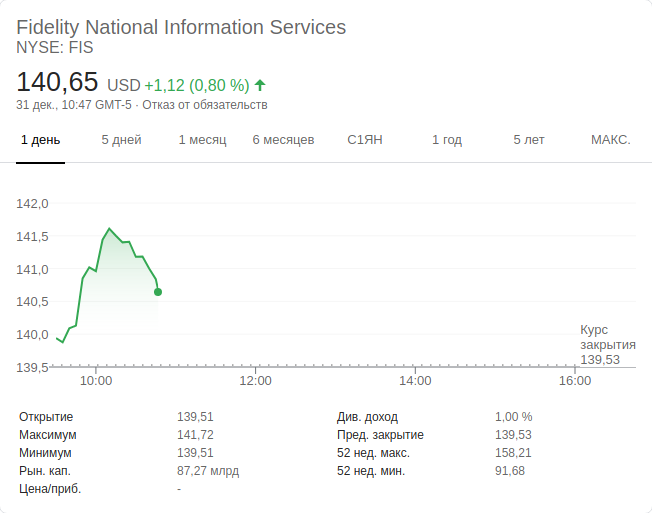 Fidelity National Information Services
NYSE: FIS
140,65 USD +1,12 (0,80 %)
31 дек., 10:47 GMT-5 · Отказ от обязательств
1 день 5 дней 1 месяц 6 месяцев С1ЯН 1 год 5 лет МАКС.
142,0
141,5
141,0
140,5
140,0
139,5
Курс
закрытия
139,53
10:00 12:00 14:00 16:00
Открытие 139,51 Див. доход 1,00 %
Максимум 141,72 Пред. закрытие 139,53
Минимум 139,51 52 нед. макс. 158,21
Рын. кап. 87,27 млрд 52 нед. мин. 91,68
Цена/приб. -